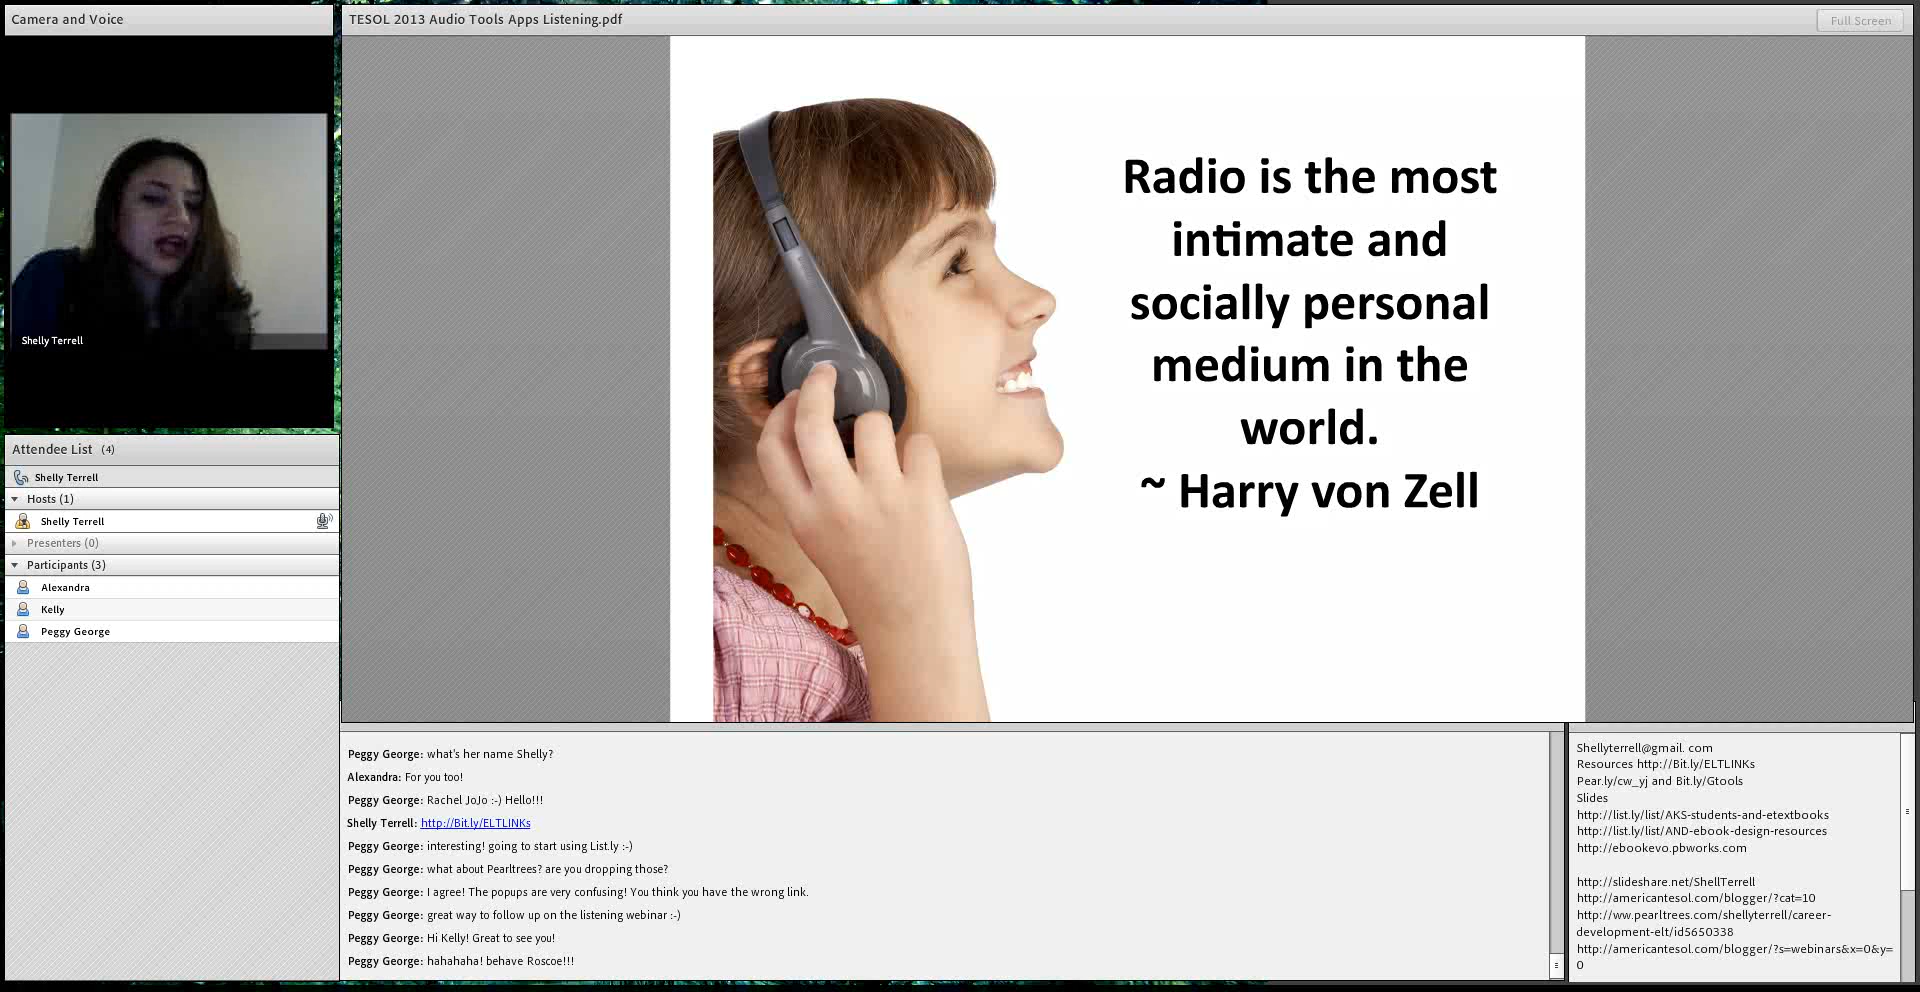 Camera and Voice
Shelly Terrell
Attendee List (4)
Shelly Terrell
Hosts (1)
Shelly Terrell
Presenters (0)
Participants (3)
Alexandra
Kelly
Peggy George
TESOL 2013 Audio Tools Apps Listening.pdf
Full Screen
Radio is the most
intimate and
socially personal
medium in the
world.
~ Harry von Zell
Peggy George: what's her name Shelly?
Alexandra: For you too!
Peggy George: Rachel JoJo :-) Hello!!!
Shelly Terrell: http://Bit.ly/ELTLINKs
Peggy George: interesting! going to start using List.ly :-)
Peggy George: what about Pearltrees? are you dropping those?
Peggy George: I agree! The popups are very confusing! You think you have the wrong link.
Peggy George: great way to follow up on the listening webinar :-)
Peggy George: Hi Kelly! Great to see you!
Peggy George: hahahaha! behave Roscoe!!!
Shellyterrell@gmail. com
Resources http://Bit.ly/ELTLINKs
Pear.ly/cw_yj and Bit.ly/Gtools
Slides
http://list.ly/list/AKS-students-and-etextbooks
http://list.ly/list/AND-ebook-design-resources
http://ebookevo.pbworks.com
http://slideshare.net/ShellTerrell
http://americantesol.com/blogger/?cat=10
http://ww.pearltrees.com/shellyterrell/career-
development-elt/id5650338
http://americantesol.com/blogger/?s=webinars&x=0&y=
0